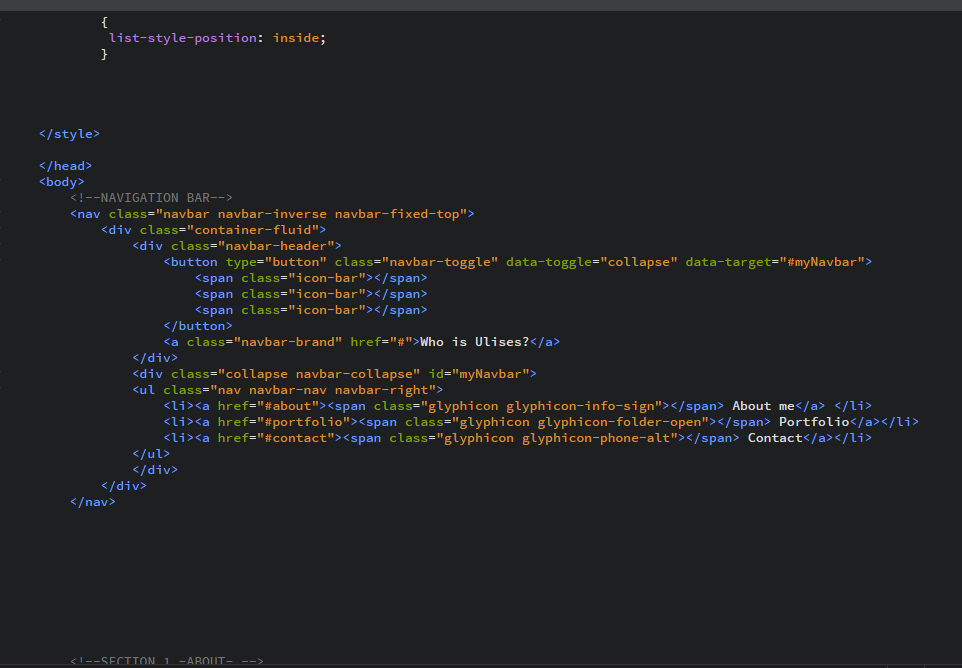 {
list-style-position: inside;
}
</style>
</head>
<body>
<!--NAVIGATION BAR-->
<nav class="navbar navbar-inverse navbar-fixed-top">
<div class="container-fluid">
<div class="navbar-header">
<button type="button" class="navbar-toggle" data-toggle="collapse" data-target="#myNavbar">
<span class="icon-bar"></span>
<span class="icon-bar"></span>
<span class="icon-bar"></span>
</button>
<a class="navbar-brand" href="#">Who is Ulises?</a>
</div>
<div class="collapse navbar-collapse" id="myNavbar">
<ul class="nav navbar-nav navbar-right">
<li><a href="#about"><span class="glyphicon glyphicon-info-sign"></span> About me</a> </li>
<li><a href="#portfolio"><span class="glyphicon glyphicon-folder-open"></span> Portfolio</a></li>
<li><a href="#contact"><span class="glyphicon glyphicon-phone-alt"></span> Contact</a></li>
</ul>
</div>
</div>
</nav>
<!--SECTION 1 -ABOUT- -->